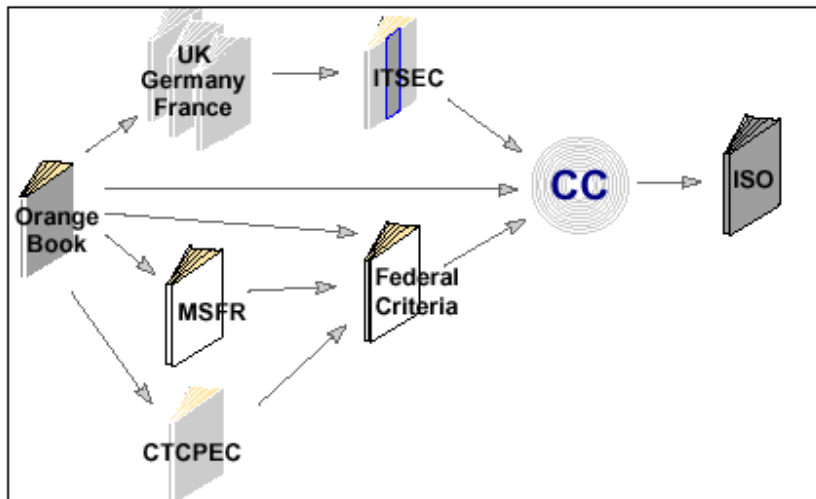 UK
Germany
France
ITSEC
CC
ISO
Orange
Book
MSFR
Federal
Criteria
CTCPEC